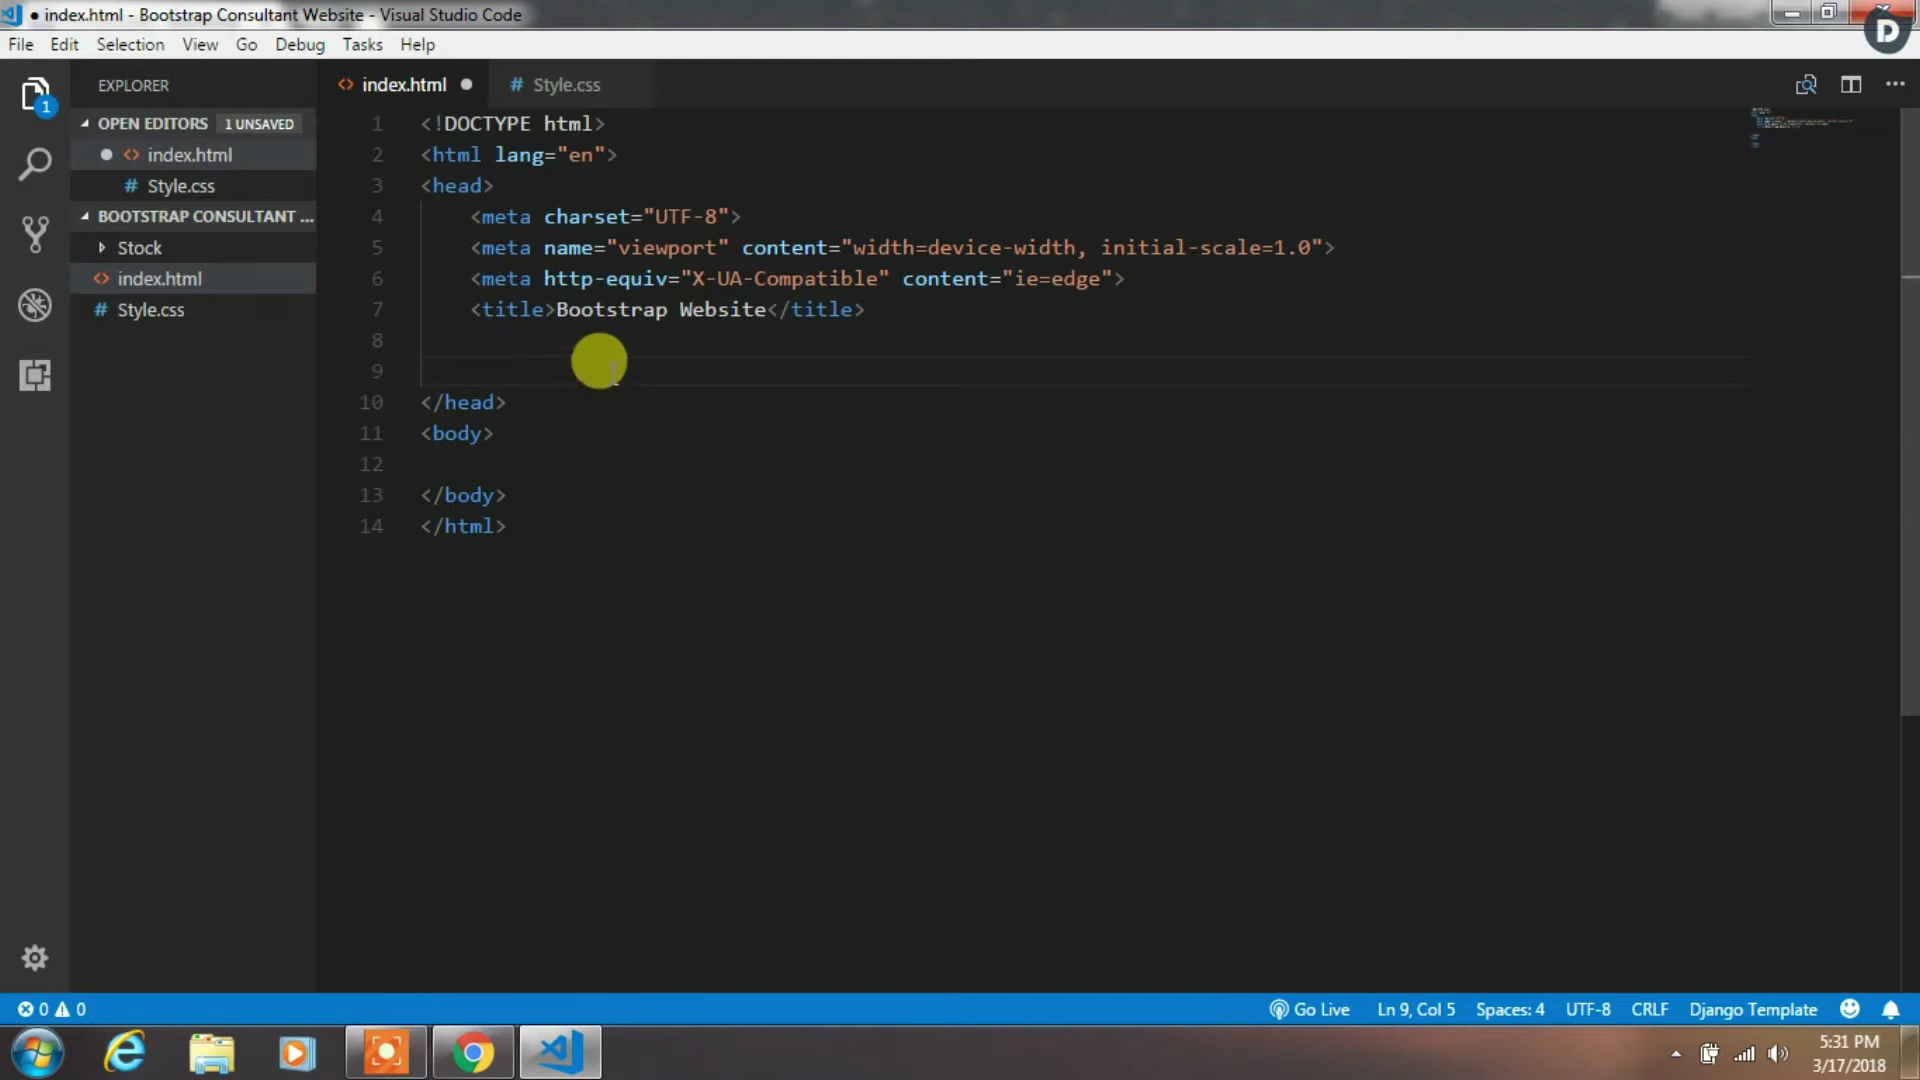 index.html - Bootstrap Consultant Website - Visual Studio Code
D
File Edit Selection View Go Debug Tasks Help
1
EXPLORER
OPEN EDITORS 1 UNSAVED
index.html
Style.css
BOOTSTRAP CONSULTANT ...
Stock
index.html
Style.css
index.html Style.css
1 <!DOCTYPE html>
2 <html lang="en">
3 <head>
4 <meta charset="UTF-8">
5 <meta name="viewport" content="width=device-width, initial-scale=1.0">
6 <meta http-equiv="X-UA-Compatible" content="ie=edge">
7 <title>Bootstrap Website</title>
8
9
10 </head>
11 <body>
12
13 </body>
14 </html>
0 0 Go Live Ln 9, Col 5 Spaces: 4 UTF-8 CRLF Django Template
5:31 PM
3/17/2018